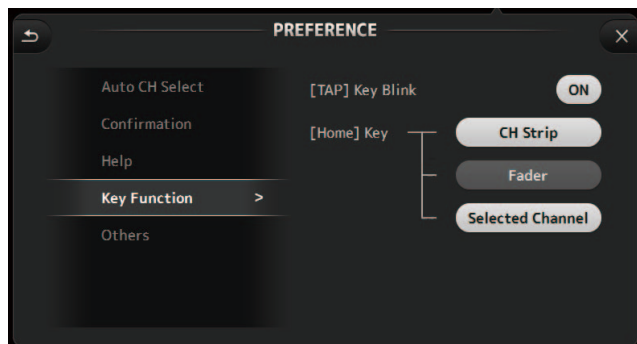 PREFERENCE
Auto CH Select
Confirmation
Help
Key Function >
Others
[TAP] Key Blink ON
[Home] Key CH Strip
Fader
Selected Channel